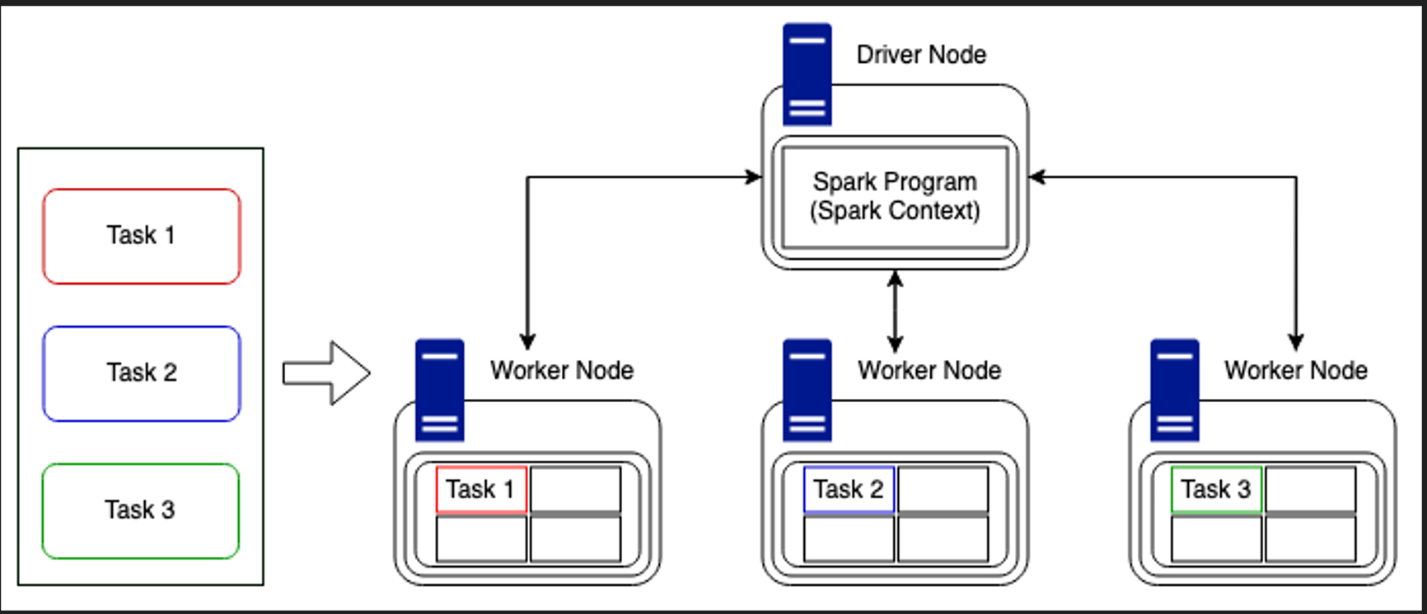 Driver Node
Spark Program
(Spark Context)
Task 1
Task 2
Task 3
Worker Node
Worker Node
Worker Node
Task 1
Task 2
Task 3